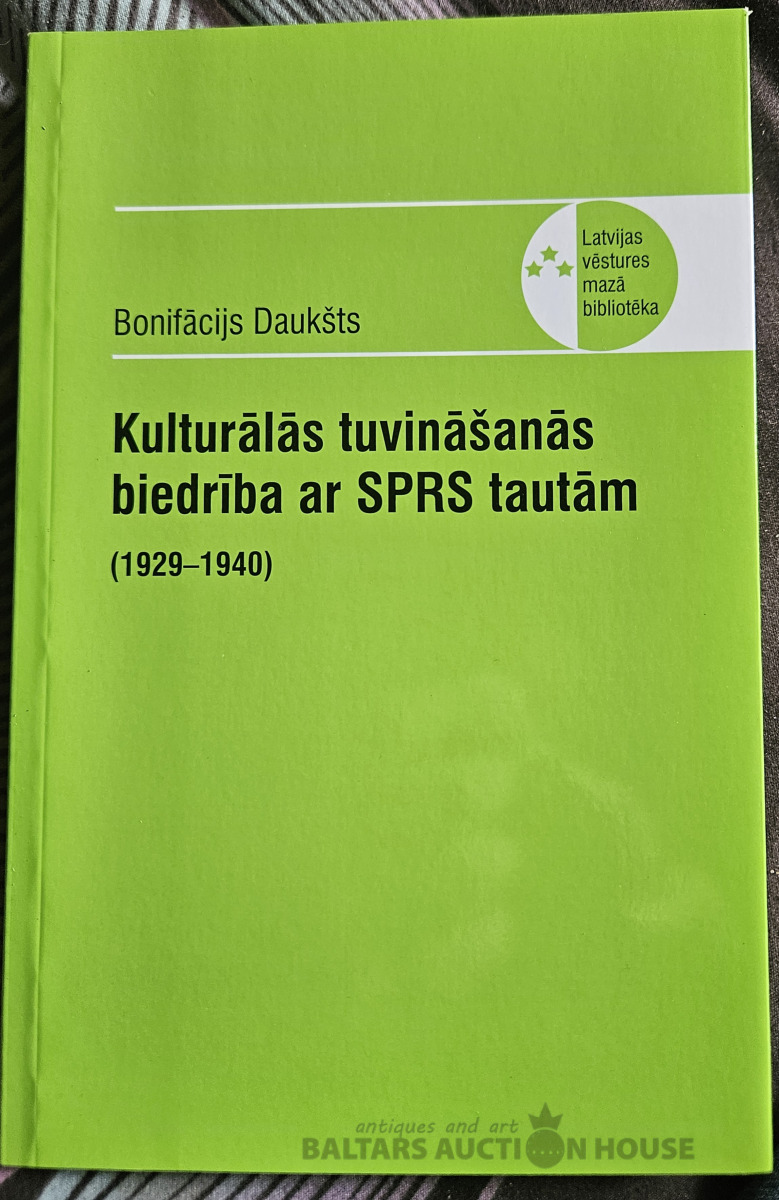 Latvijas
vēstures
mazā
bibliotēka
Bonifācijs Daukšts
Kulturālās tuvināšanās
biedrība ar SPRS tautām
(1929–1940)
antiques and art
BALTARS AUCTION HOUSE